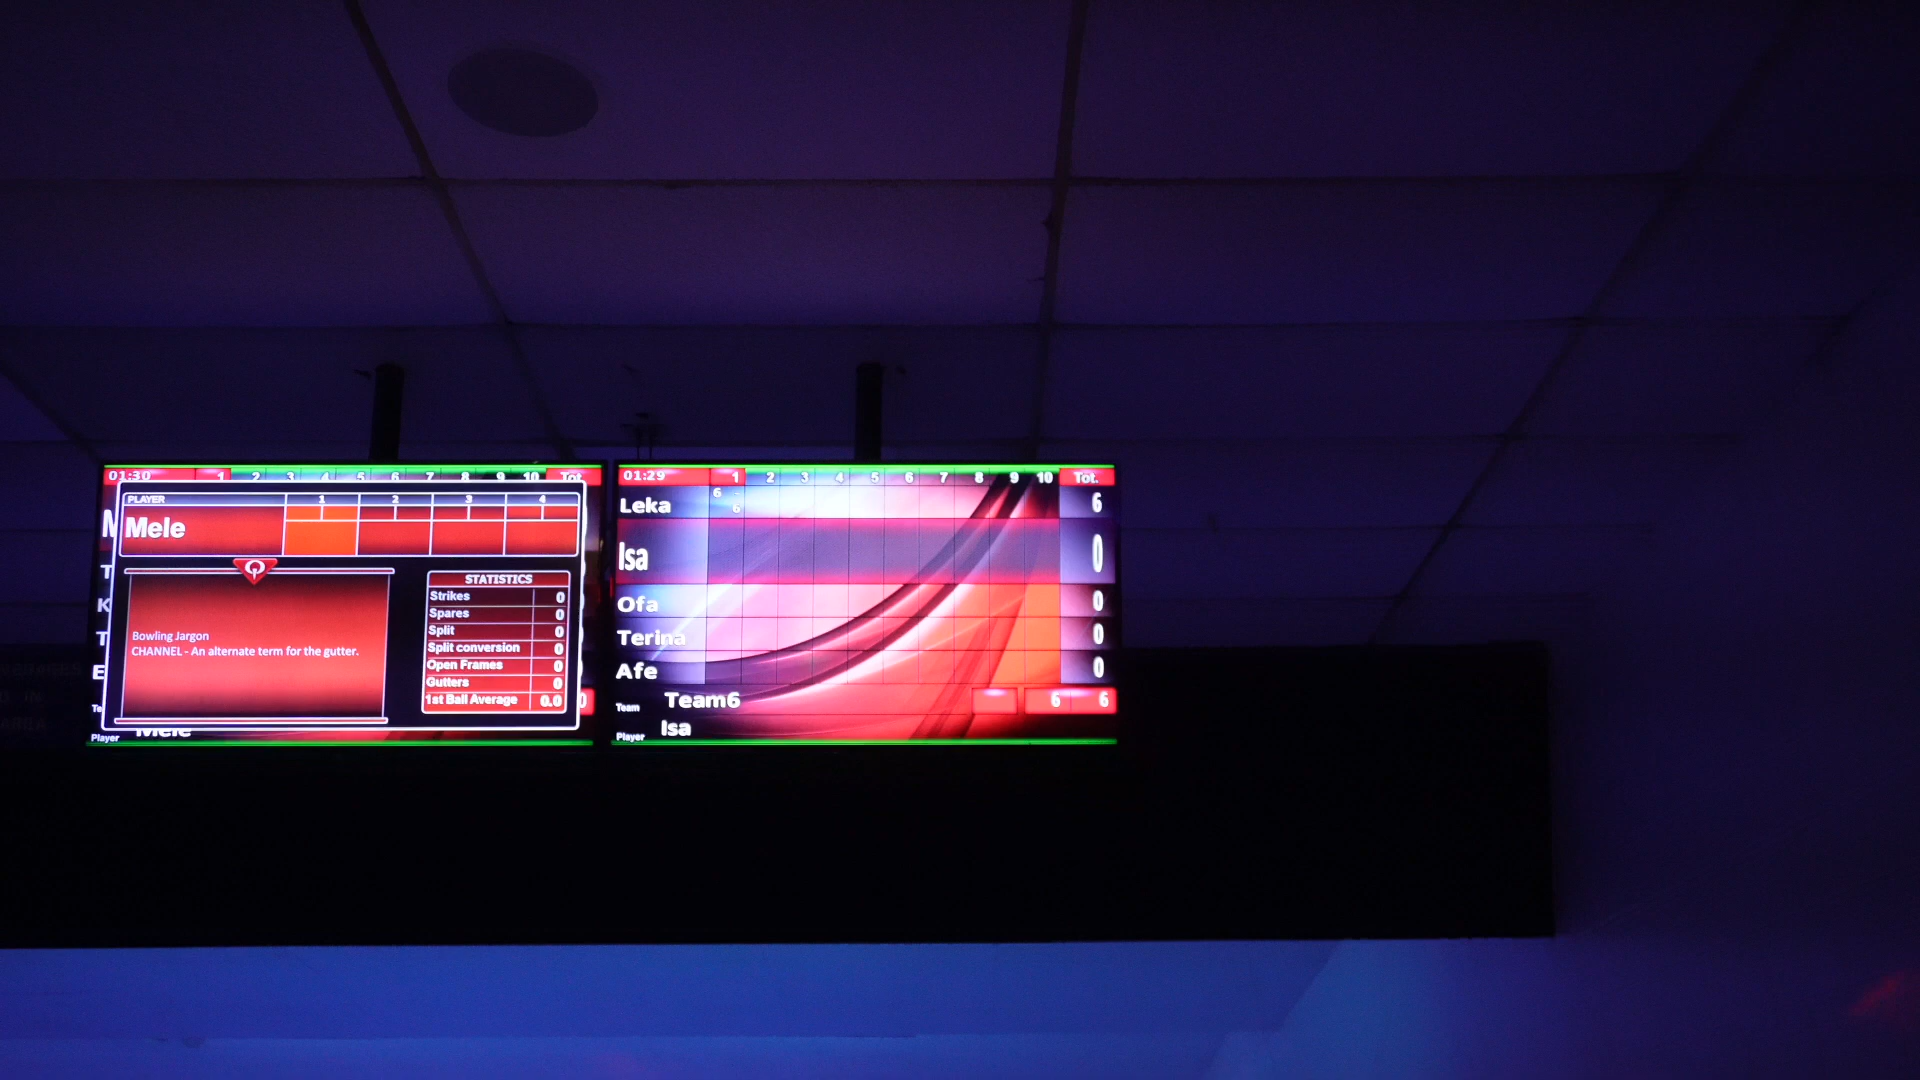 01:30 1 2 3 4 5 6 7 8 9 10 Tot.
PLAYER 1 2 3 4
Mele
STATISTICS
Strikes 0
Spares 0
Split 0
Split conversion 0
Open Frames 0
Gutters 0
1st Ball Average 0.0
Bowling Jargon
CHANNEL - An alternate term for the gutter.
Player Mele
01:29 1 2 3 4 5 6 7 8 9 10 Tot.
Leka 6 - 6 6
Isa 0
Ofa 0
Terina 0
Afe 0
Team Team6 6 6
Player Isa